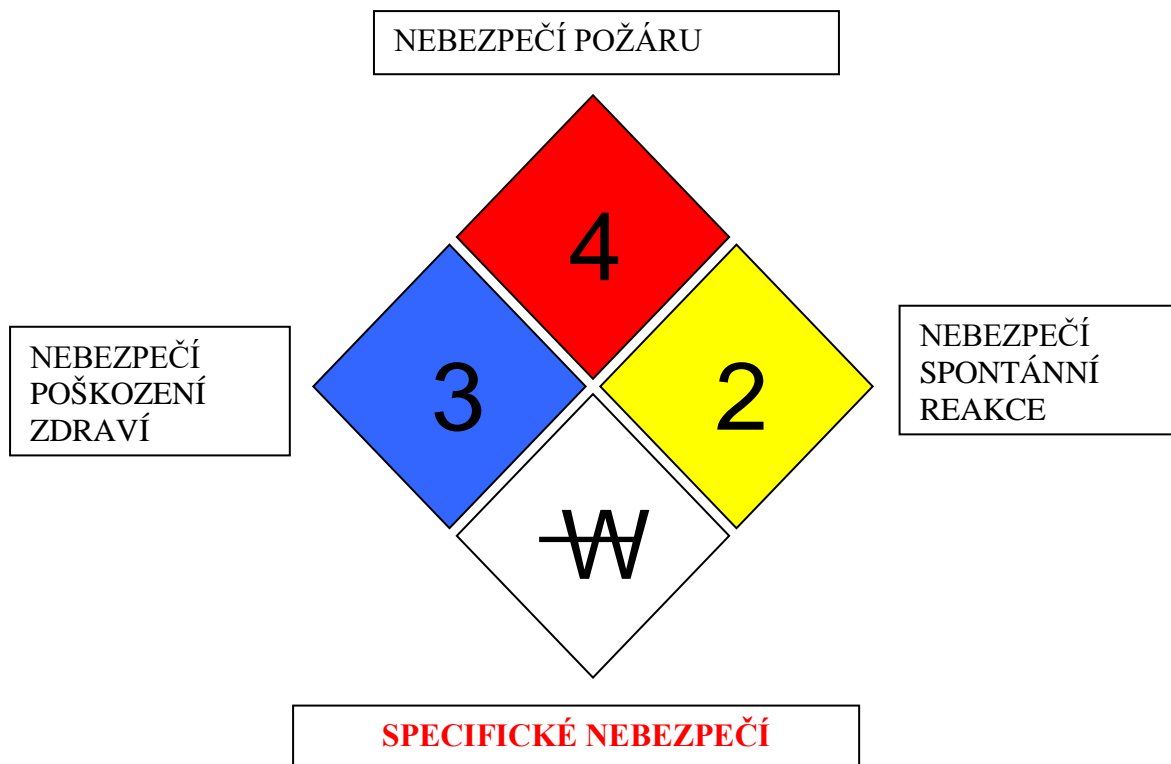 NEBEZPEČÍ POŽÁRU
4
NEBEZPEČÍ
POŠKOZENÍ
ZDRAVÍ
3
2
NEBEZPEČÍ
SPONTÁNNÍ
REAKCE
W
SPECIFICKÉ NEBEZPEČÍ